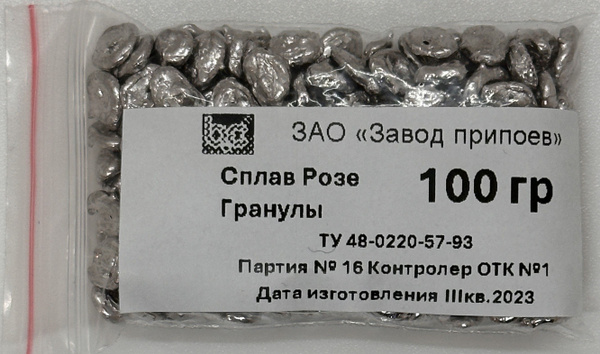 ЗАО «Завод припоев»
Сплав Розе 100 гр
Гранулы
ТУ 48-0220-57-93
Партия № 16 Контролер ОТК №1
Дата изготовления IIIкв.2023